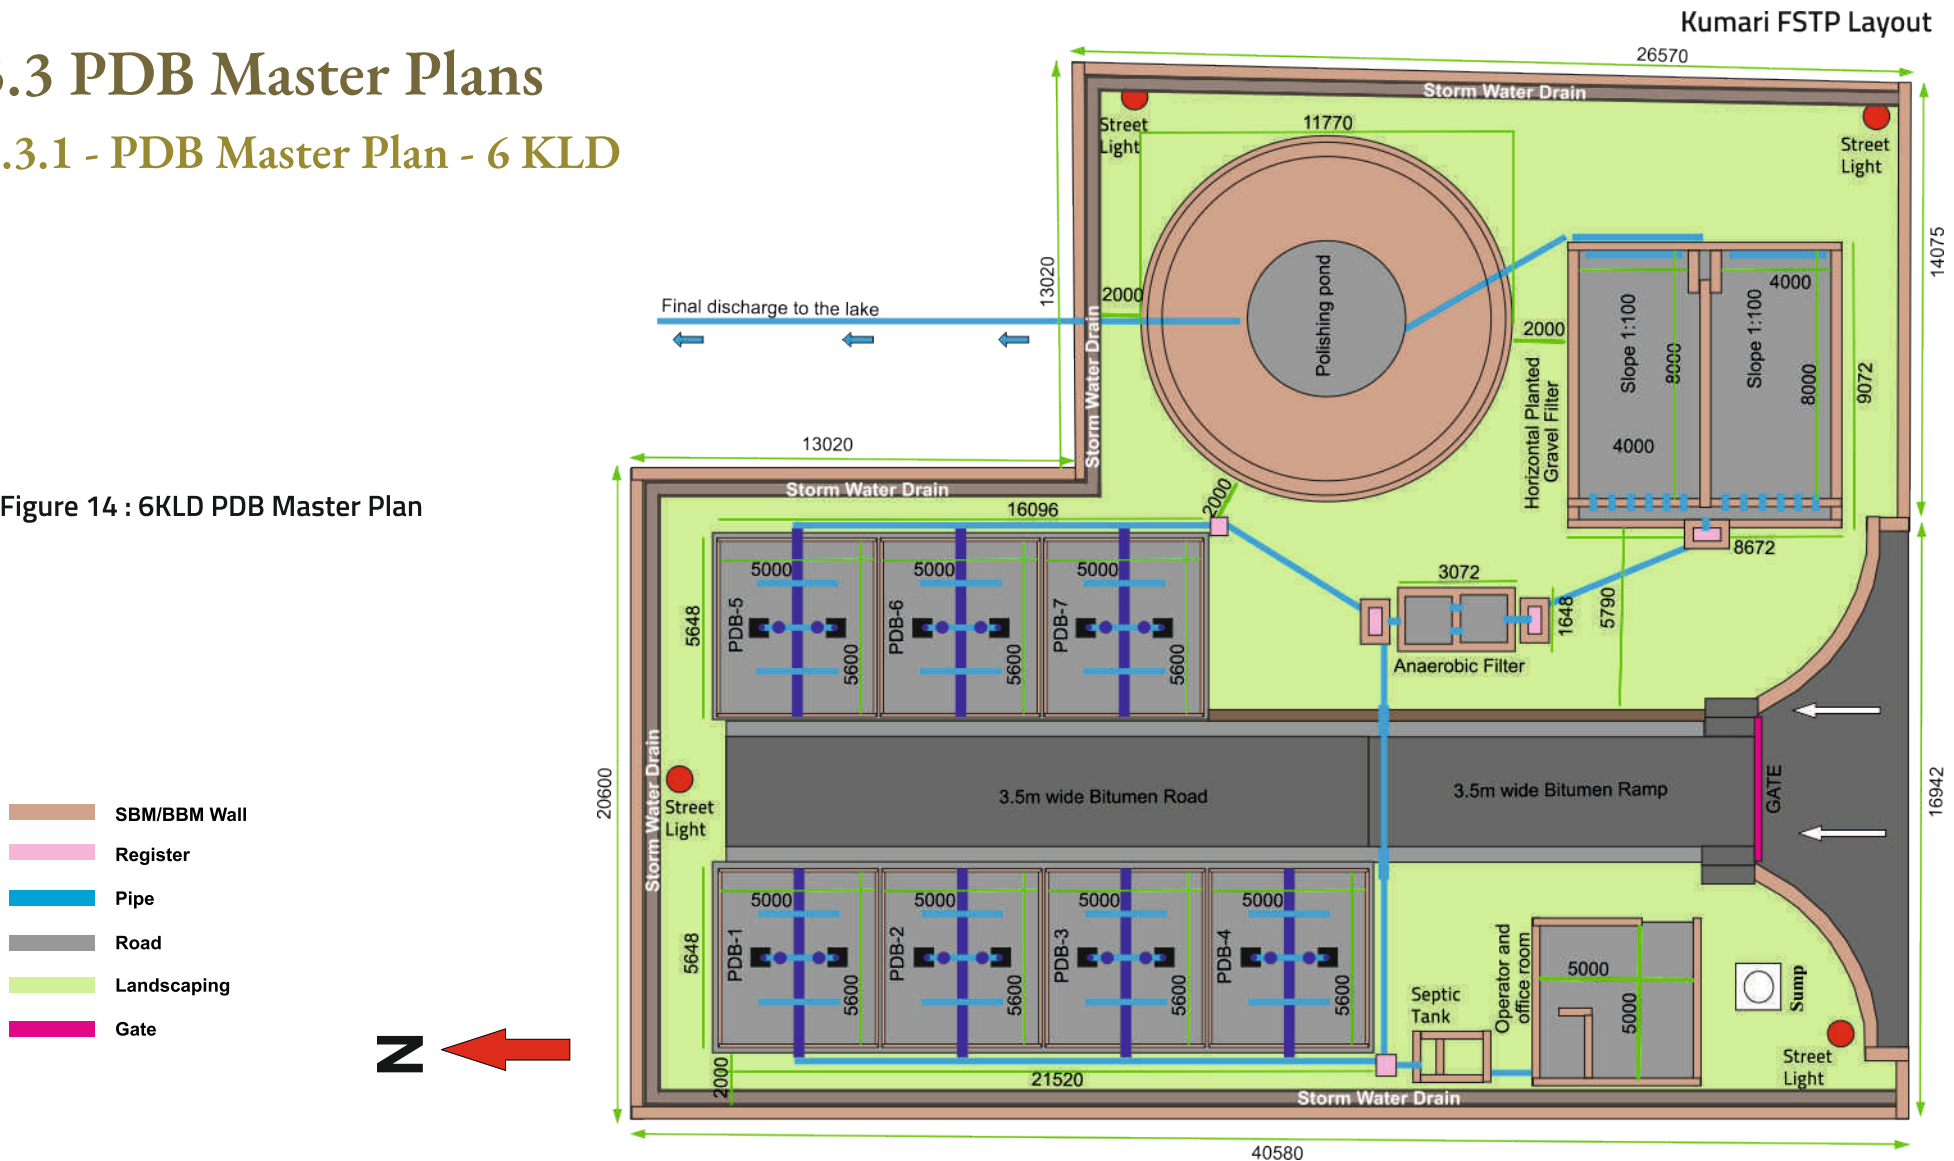 Kumari FSTP Layout
.3 PDB Master Plans
.3.1 - PDB Master Plan - 6 KLD
26570
Storm Water Drain
Street
Light
11770
Street
Light
13020
14075
2000
Polishing pond
2000
Final discharge to the lake
Storm Water Drain
Horizontal Planted
Gravel Filter
Slope 1:100
8000
4000
Slope 1:100
4000
8000
9072
8672
13020
Storm Water Drain
Figure 14 : 6KLD PDB Master Plan
16096
2000
5648
PDB-5
5000
5600
PDB-6
5000
5600
PDB-7
5000
5600
3072
1648
5790
Anaerobic Filter
20600
Storm Water Drain
Street
Light
3.5m wide Bitumen Road
3.5m wide Bitumen Ramp
GATE
16942
SBM/BBM Wall
Register
Pipe
Road
Landscaping
Gate
N
5648
PDB-1
5000
5600
PDB-2
5000
5600
PDB-3
5000
5600
PDB-4
5000
5600
Septic
Tank
Operator and
office room
5000
5000
Sump
Street
Light
2000
21520
Storm Water Drain
40580